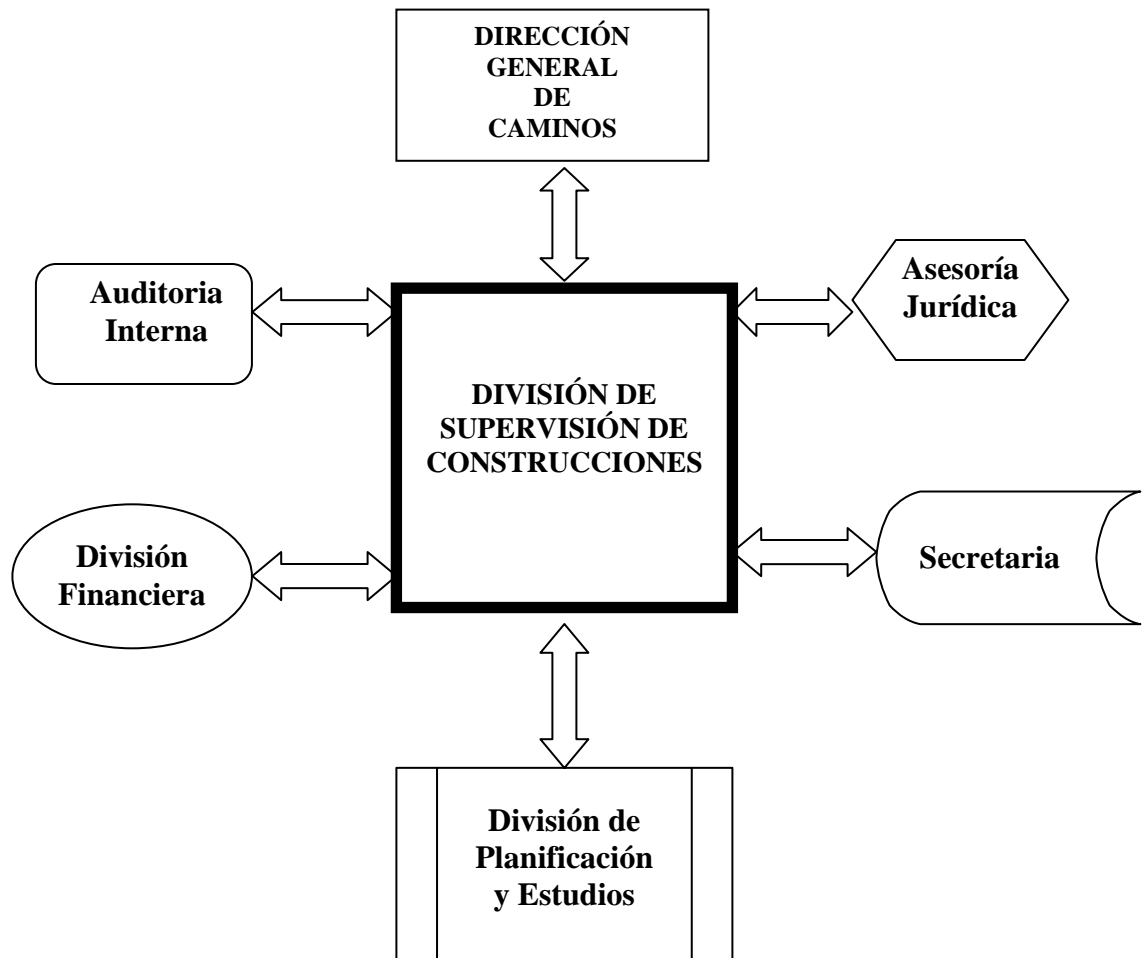 DIRECCIÓN
GENERAL
DE
CAMINOS
Auditoria
Interna
Asesoría
Jurídica
DIVISIÓN DE
SUPERVISIÓN DE
CONSTRUCCIONES
División
Financiera
Secretaria
División de
Planificación
y Estudios